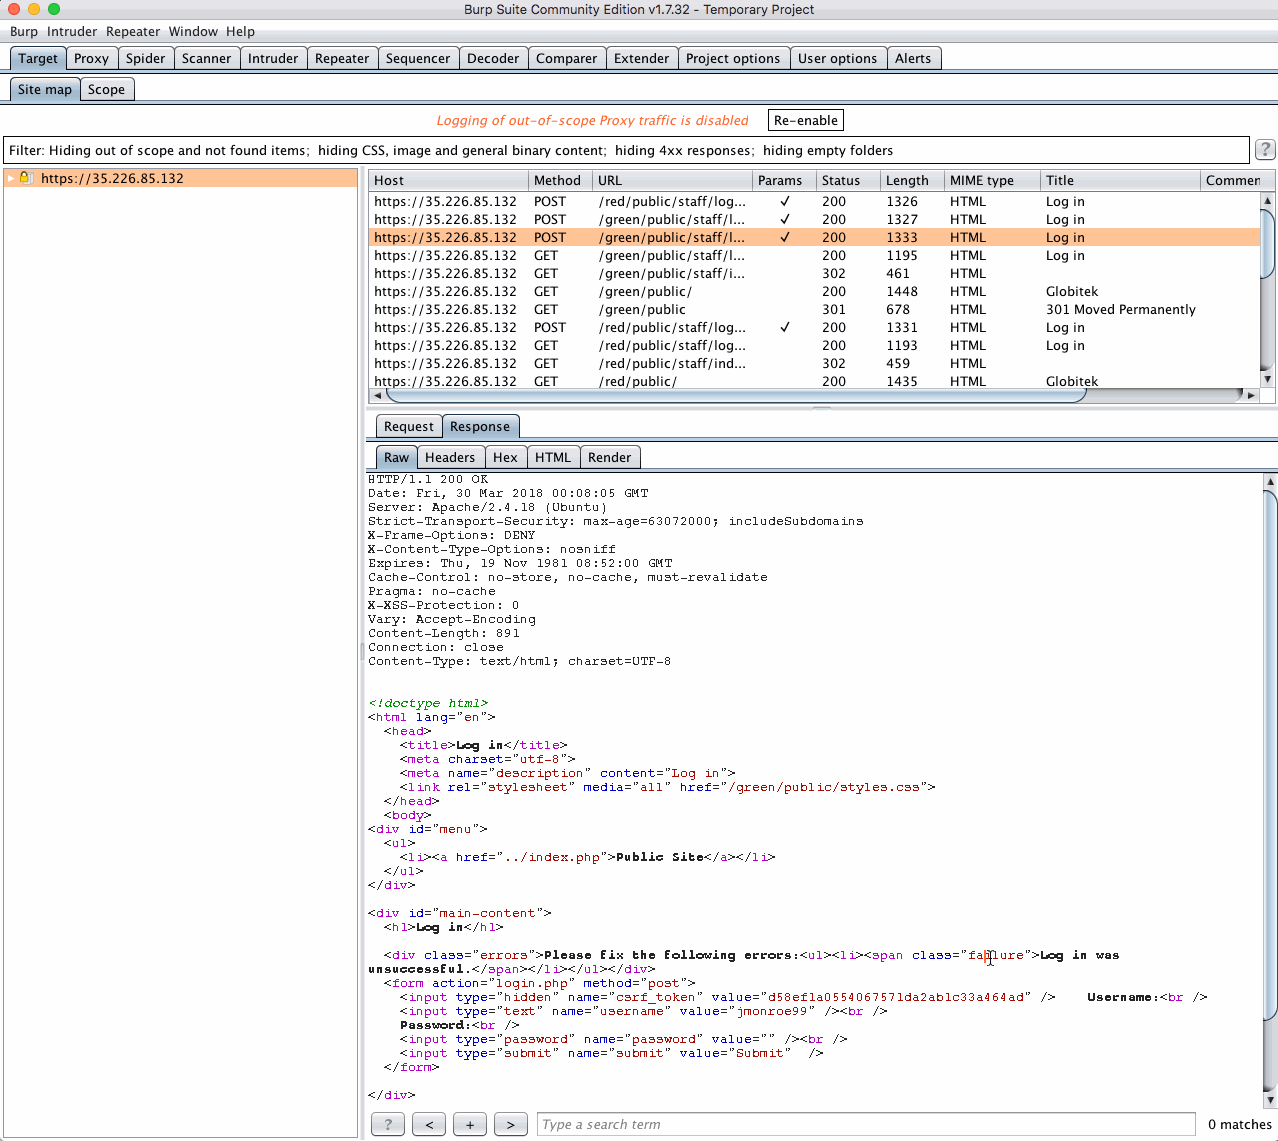 Burp Suite Community Edition v1.7.32 - Temporary Project
Burp Intruder Repeater Window Help
Target Proxy Spider Scanner Intruder Repeater Sequencer Decoder Comparer Extender Project options User options Alerts
Site map Scope
Logging of out-of-scope Proxy traffic is disabled Re-enable
Filter: Hiding out of scope and not found items; hiding CSS, image and general binary content; hiding 4xx responses; hiding empty folders ?
https://35.226.85.132
Host Method URL Params Status Length MIME type Title Commen
https://35.226.85.132 POST /red/public/staff/log... ✓ 200 1326 HTML Log in
https://35.226.85.132 POST /green/public/staff/l... ✓ 200 1327 HTML Log in
https://35.226.85.132 POST /green/public/staff/l... ✓ 200 1333 HTML Log in
https://35.226.85.132 GET /green/public/staff/l... 200 1195 HTML Log in
https://35.226.85.132 GET /green/public/staff/i... 302 461 HTML
https://35.226.85.132 GET /green/public/ 200 1448 HTML Globitek
https://35.226.85.132 GET /green/public 301 678 HTML 301 Moved Permanently
https://35.226.85.132 POST /red/public/staff/log... ✓ 200 1331 HTML Log in
https://35.226.85.132 GET /red/public/staff/log... 200 1193 HTML Log in
https://35.226.85.132 GET /red/public/staff/ind... 302 459 HTML
https://35.226.85.132 GET /red/public/ 200 1435 HTML Globitek
Request Response
Raw Headers Hex HTML Render
HTTP/1.1 200 OK
Date: Fri, 30 Mar 2018 00:08:05 GMT
Server: Apache/2.4.18 (Ubuntu)
Strict-Transport-Security: max-age=63072000; includeSubdomains
X-Frame-Options: DENY
X-Content-Type-Options: nosniff
Expires: Thu, 19 Nov 1981 08:52:00 GMT
Cache-Control: no-store, no-cache, must-revalidate
Pragma: no-cache
X-XSS-Protection: 0
Vary: Accept-Encoding
Content-Length: 891
Connection: close
Content-Type: text/html; charset=UTF-8
<!doctype html>
<html lang="en">
<head>
<title>Log in</title>
<meta charset="utf-8">
<meta name="description" content="Log in">
<link rel="stylesheet" media="all" href="/green/public/styles.css">
</head>
<body>
<div id="menu">
<ul>
<li><a href="../index.php">Public Site</a></li>
</ul>
</div>
<div id="main-content">
<h1>Log in</h1>
<div class="errors">Please fix the following errors:<ul><li><span class="failure">Log in was
unsuccessful.</span></li></ul></div>
<form action="login.php" method="post">
<input type="hidden" name="csrf_token" value="d58ef1a0554067571da2ab1c33a464ad" /> Username:<br />
<input type="text" name="username" value="jmonroe99" /><br />
Password:<br />
<input type="password" name="password" value="" /><br />
<input type="submit" name="submit" value="Submit" />
</form>
</div>
? < + > Type a search term 0 matches